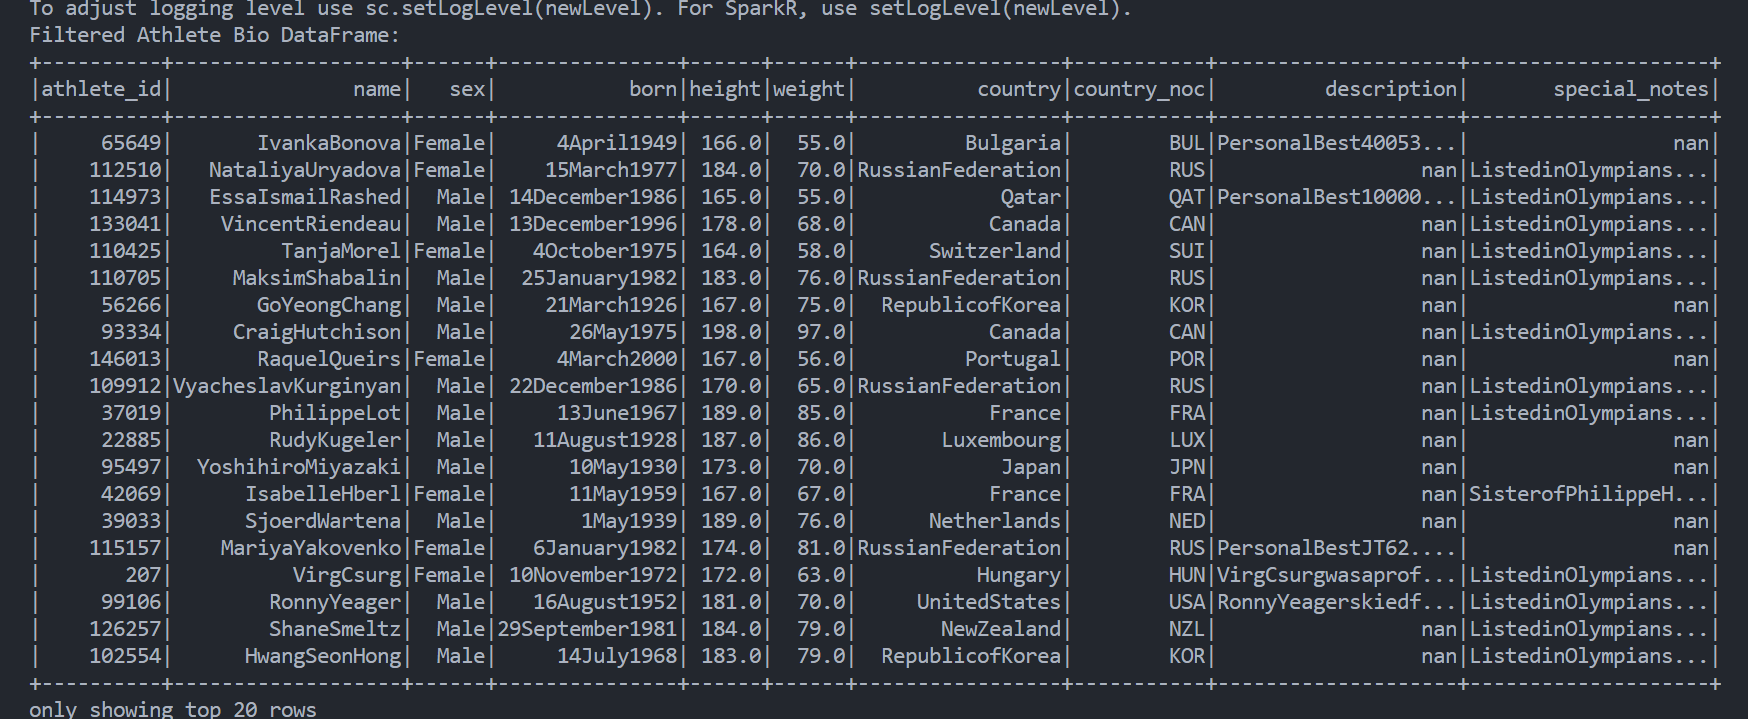 To adjust logging level use sc.setLogLevel(newLevel). For SparkR, use setLogLevel(newLevel).
Filtered Athlete Bio DataFrame:
+----------+-------------------+------+---------------+------+------+-----------------+-----------+--------------------+--------------------+
|athlete_id|               name|   sex|           born|height|weight|          country|country_noc|         description|       special_notes|
+----------+-------------------+------+---------------+------+------+-----------------+-----------+--------------------+--------------------+
|     65649|       IvankaBonova|Female|     4April1949| 166.0|  55.0|         Bulgaria|        BUL|PersonalBest40053...|                 nan|
|    112510|   NataliyaUryadova|Female|    15March1977| 184.0|  70.0|RussianFederation|        RUS|                 nan|ListedinOlympians...|
|    114973|   EssaIsmailRashed|  Male| 14December1986| 165.0|  55.0|            Qatar|        QAT|PersonalBest10000...|ListedinOlympians...|
|    133041|   VincentRiendeau|  Male| 13December1996| 178.0|  68.0|           Canada|        CAN|                 nan|ListedinOlympians...|
|    110425|         TanjaMorel|Female|   4October1975| 164.0|  58.0|      Switzerland|        SUI|                 nan|ListedinOlympians...|
|    110705|     MaksimShabalin|  Male|  25January1982| 183.0|  76.0|RussianFederation|        RUS|                 nan|ListedinOlympians...|
|     56266|       GoYeongChang|  Male|    21March1926| 167.0|  75.0|  RepublicofKorea|        KOR|                 nan|                 nan|
|     93334|     CraigHutchison|  Male|      26May1975| 198.0|  97.0|           Canada|        CAN|                 nan|ListedinOlympians...|
|    146013|       RaquelQueirs|Female|     4March2000| 167.0|  56.0|         Portugal|        POR|                 nan|                 nan|
|    109912|VyacheslavKurginyan|  Male| 22December1986| 170.0|  65.0|RussianFederation|        RUS|                 nan|ListedinOlympians...|
|     37019|        PhilippeLot|  Male|     13June1967| 189.0|  85.0|           France|        FRA|                 nan|ListedinOlympians...|
|     22885|        RudyKugeler|  Male|   11August1928| 187.0|  86.0|       Luxembourg|        LUX|                 nan|                 nan|
|     95497|  YoshihiroMiyazaki|  Male|      10May1930| 173.0|  70.0|            Japan|        JPN|                 nan|                 nan|
|     42069|      IsabelleHberl|Female|      11May1959| 167.0|  67.0|           France|        FRA|                 nan|SisterofPhilippeH...|
|     39033|      SjoerdWartena|  Male|       1May1939| 189.0|  76.0|      Netherlands|        NED|                 nan|                 nan|
|    115157|    MariyaYakovenko|Female|   6January1982| 174.0|  81.0|RussianFederation|        RUS|PersonalBestJT62....|                 nan|
|       207|          VirgCsurg|Female| 10November1972| 172.0|  63.0|          Hungary|        HUN|VirgCsurgwasaprof...|ListedinOlympians...|
|     99106|        RonnyYeager|  Male|   16August1952| 181.0|  70.0|     UnitedStates|        USA|RonnyYeagerskiedf...|ListedinOlympians...|
|    126257|        ShaneSmeltz|  Male|29September1981| 184.0|  79.0|       NewZealand|        NZL|                 nan|ListedinOlympians...|
|    102554|      HwangSeonHong|  Male|     14July1968| 183.0|  79.0|  RepublicofKorea|        KOR|                 nan|ListedinOlympians...|
+----------+-------------------+------+---------------+------+------+-----------------+-----------+--------------------+--------------------+
only showing top 20 rows